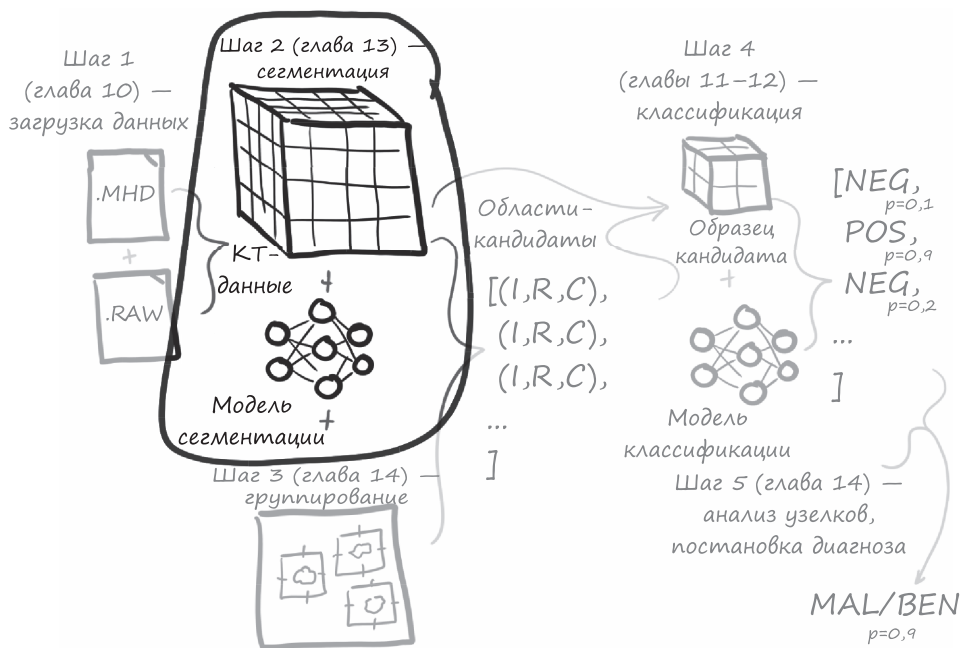 Шаг 1
(глава 10) —
загрузка данных
.MHD
+
.RAW
Шаг 2 (глава 13) —
сегментация
КТ-
данные
+
Модель
сегментации
+
Шаг 3 (глава 14) —
группирование
Области-
кандидаты
[(I,R,C),
(I,R,C),
(I,R,C),
...
]
Шаг 4
(главы 11–12) —
классификация
Образец
кандидата
+
Модель
классификации
[NEG,
p=0,1
POS,
p=0,9
NEG,
p=0,2
...
]
Шаг 5 (глава 14) —
анализ узелков,
постановка диагноза
MAL/BEN
p=0,9